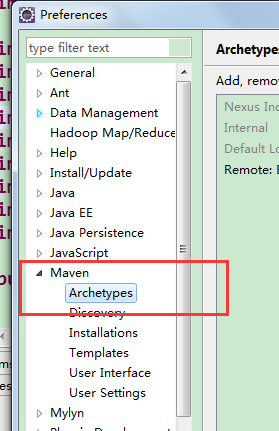 Preferences
type filter text
General
Ant
Data Management
Hadoop Map/Reduce
Help
Install/Update
Java
Java EE
Java Persistence
JavaScript
Maven
Archetypes
Discovery
Installations
Templates
User Interface
User Settings
Mylyn
Archetypes
Add, remov
Nexus Ind
Internal
Default Lo
Remote: